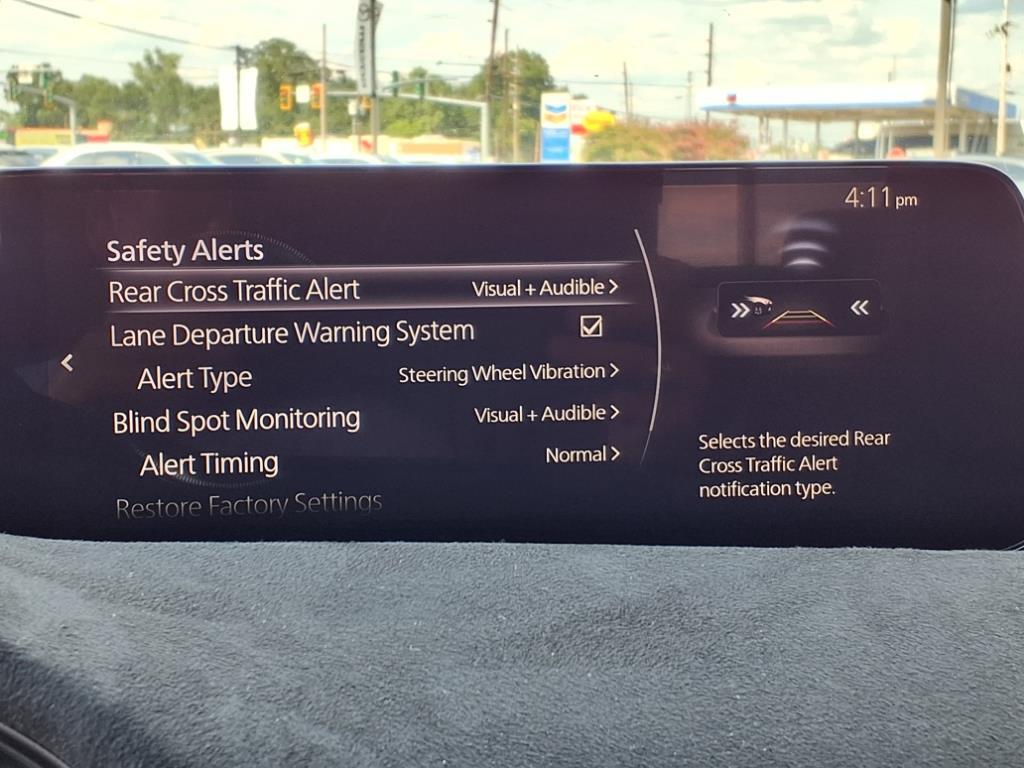 4:11 pm
Safety Alerts
Rear Cross Traffic Alert Visual + Audible
Lane Departure Warning System
Alert Type Steering Wheel Vibration
Blind Spot Monitoring Visual + Audible
Alert Timing Normal
Restore Factory Settings
Selects the desired Rear
Cross Traffic Alert
notification type.